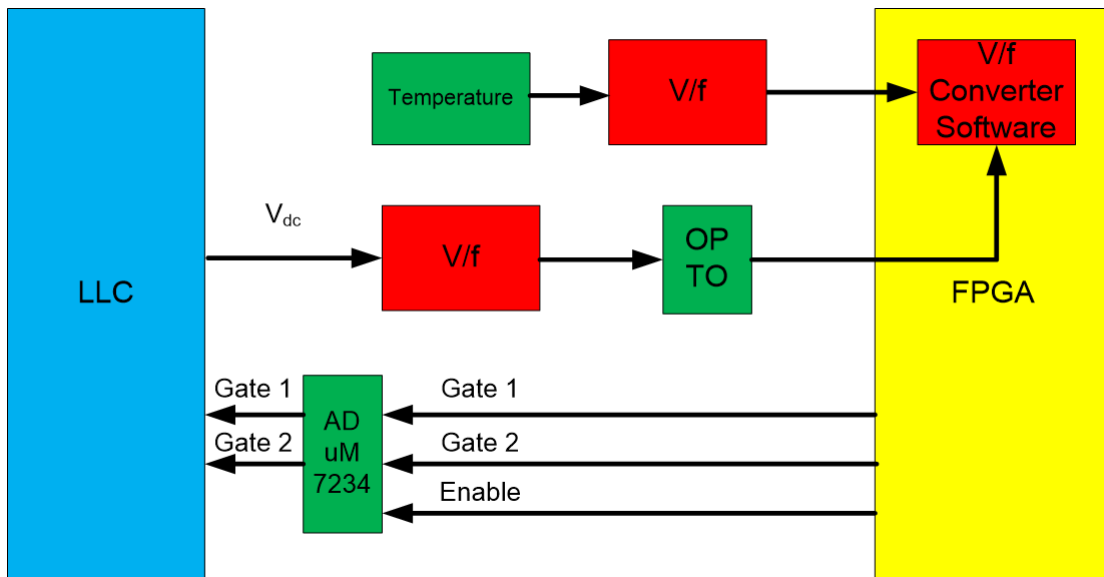 Temperature
V/f
V/f
Converter
Software
V_dc
V/f
OP
TO
LLC
FPGA
Gate 1
Gate 1
Gate 2
Gate 2
AD
uM
7234
Enable